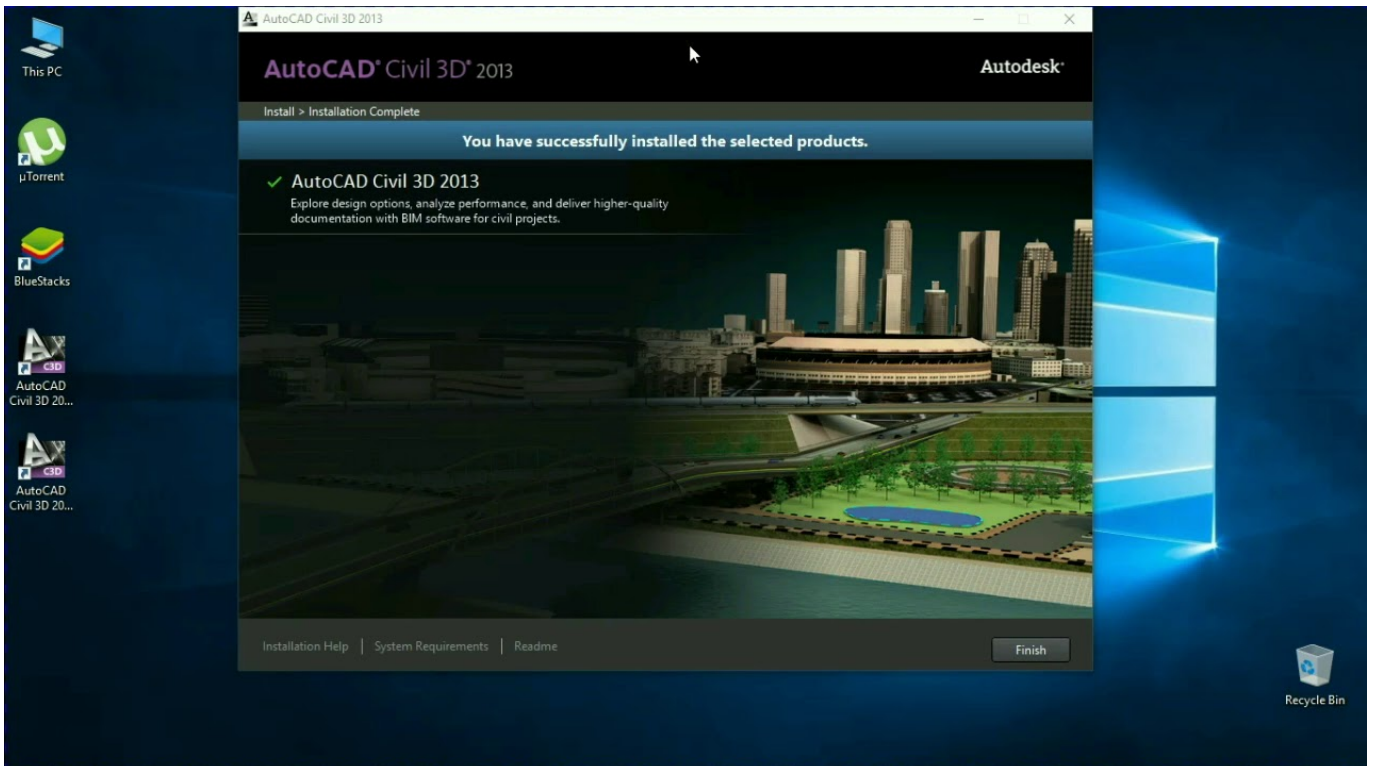 AutoCAD Civil 3D 2013
AutoCAD® Civil 3D® 2013
Autodesk®
Install > Installation Complete
You have successfully installed the selected products.
AutoCAD Civil 3D 2013
Explore design options, analyze performance, and deliver higher-quality
documentation with BIM software for civil projects.
Installation Help | System Requirements | Readme
Finish
This PC
µTorrent
BlueStacks
C3D
AutoCAD
Civil 3D 20...
C3D
AutoCAD
Civil 3D 20...
Recycle Bin